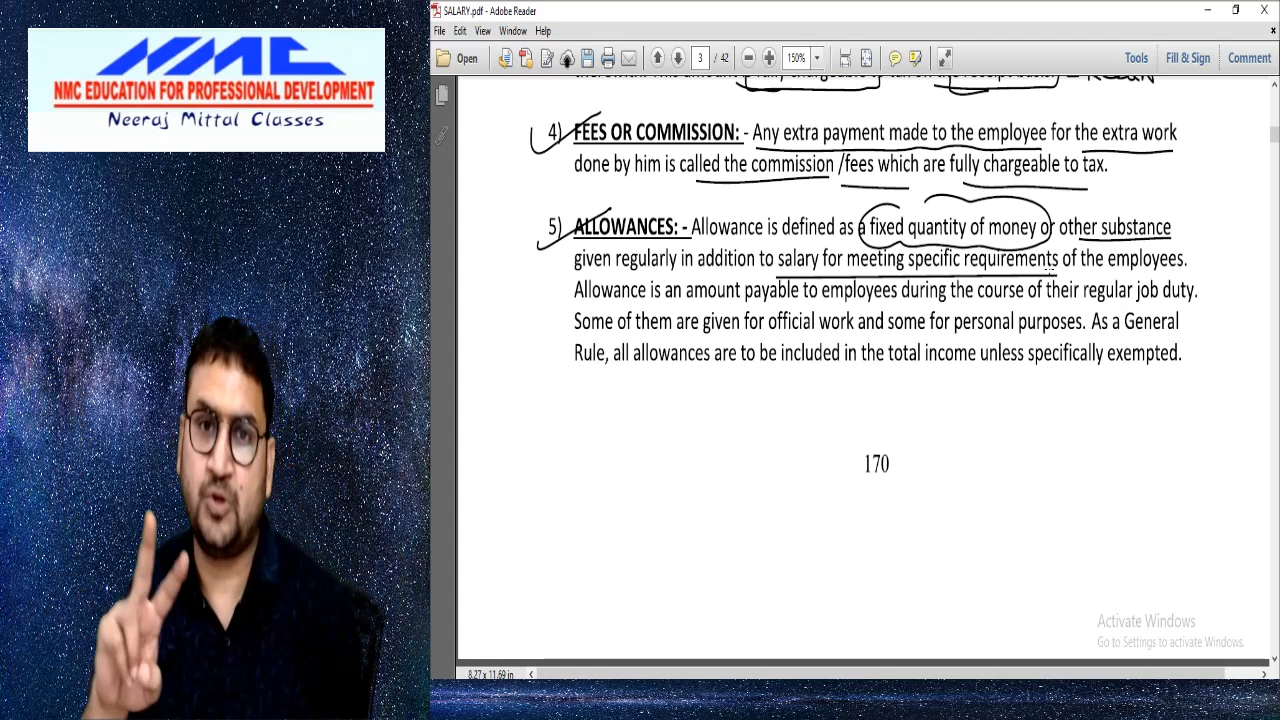 NMC
NMC EDUCATION FOR PROFESSIONAL DEVELOPMENT
Neeraj Mittal Classes
SALARY.pdf - Adobe Reader
File Edit View Window Help
Open 3 / 42 150% Tools Fill & Sign Comment
4) FEES OR COMMISSION: - Any extra payment made to the employee for the extra work
done by him is called the commission /fees which are fully chargeable to tax.
5) ALLOWANCES: - Allowance is defined as a fixed quantity of money or other substance
given regularly in addition to salary for meeting specific requirements of the employees.
Allowance is an amount payable to employees during the course of their regular job duty.
Some of them are given for official work and some for personal purposes. As a General
Rule, all allowances are to be included in the total income unless specifically exempted.
170
Activate Windows
Go to Settings to activate Windows.
8.27 x 11.69 in